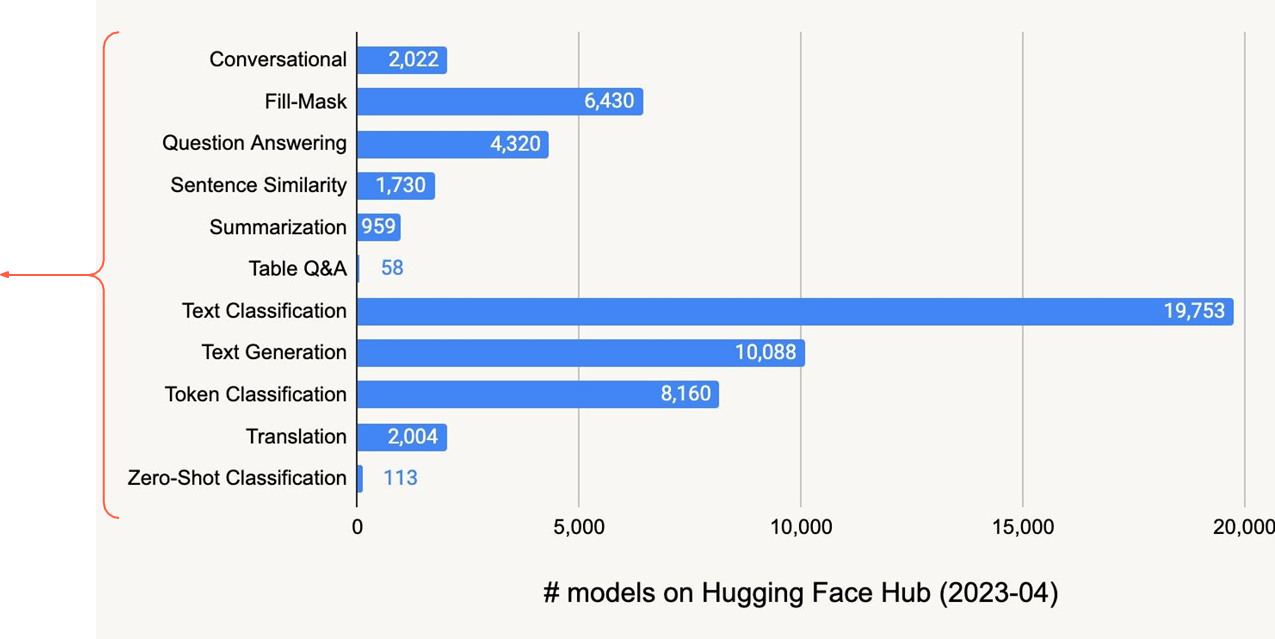 Conversational 2,022
Fill-Mask 6,430
Question Answering 4,320
Sentence Similarity 1,730
Summarization 959
Table Q&A 58
Text Classification 19,753
Text Generation 10,088
Token Classification 8,160
Translation 2,004
Zero-Shot Classification 113
0 5,000 10,000 15,000 20,000
# models on Hugging Face Hub (2023-04)